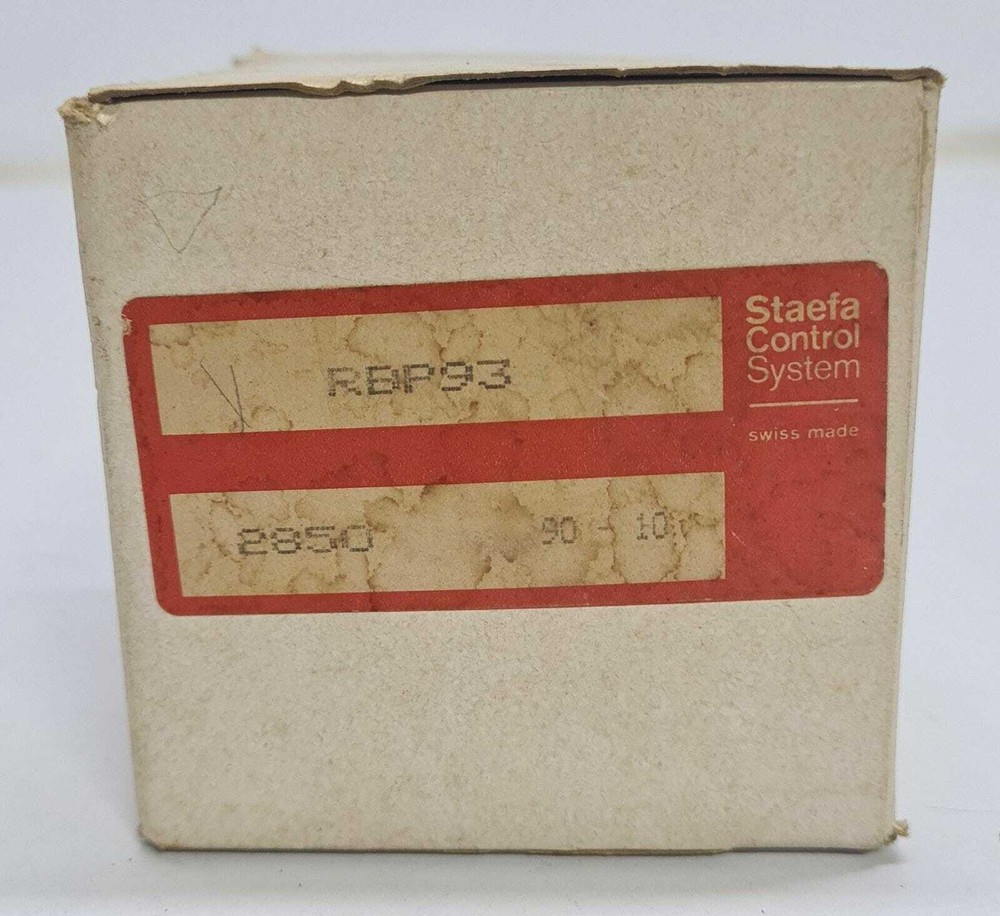 RBP93
2850 90 - 10
Staefa
Control
System
swiss made